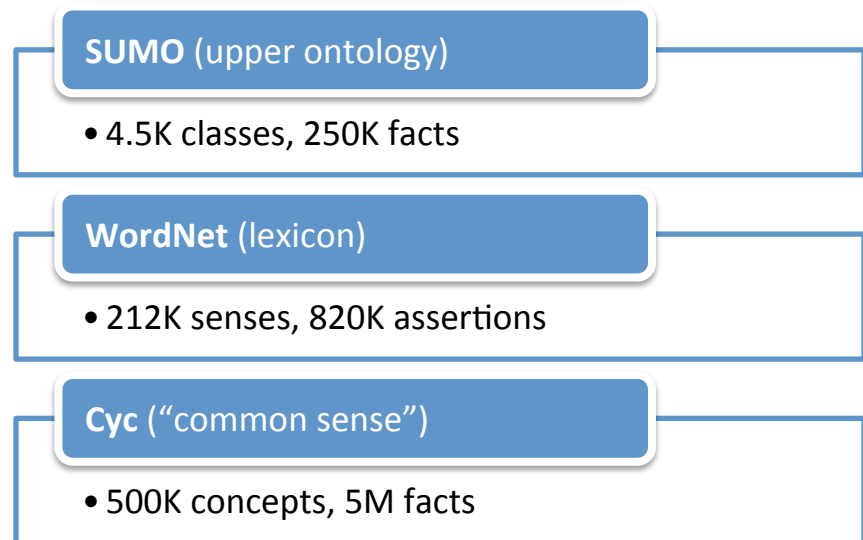 SUMO (upper ontology)
• 4.5K classes, 250K facts
WordNet (lexicon)
• 212K senses, 820K assertions
Cyc (“common sense”)
• 500K concepts, 5M facts